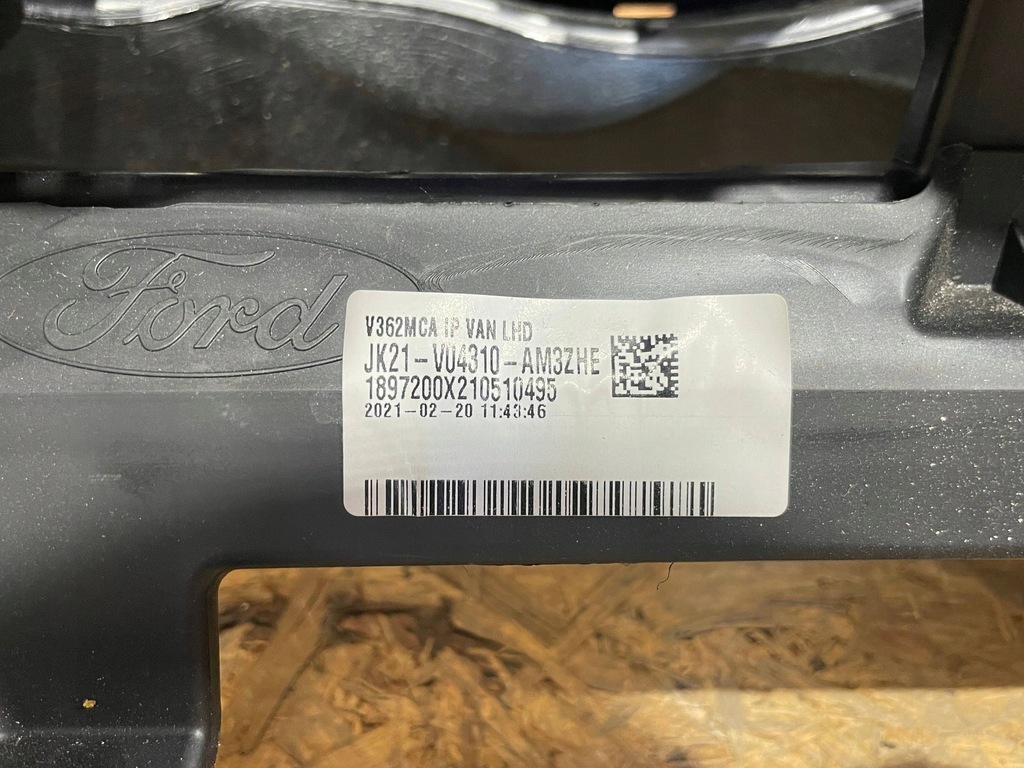 Ford
V362MCA IP VAN LHD
JK21-V04310-AM3ZHE
1897200X210510495
2021-02-20 11:43:46